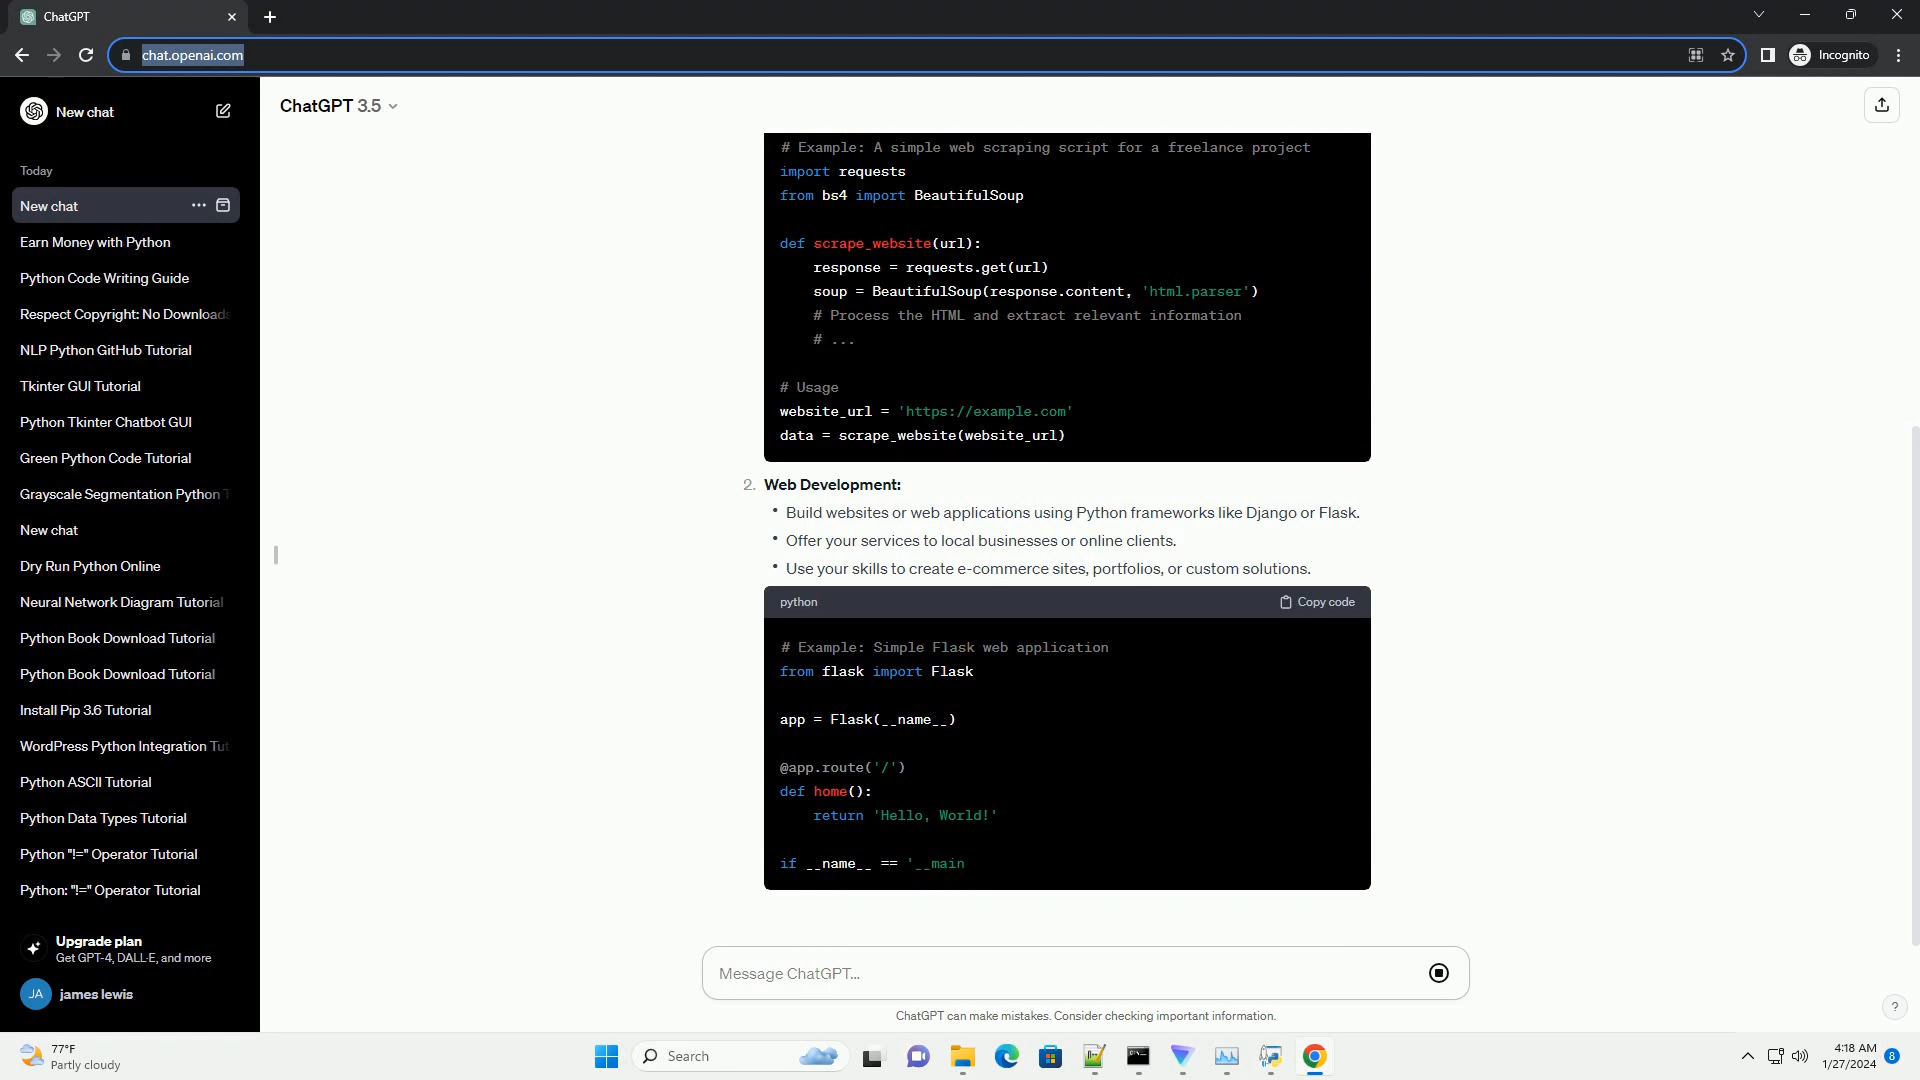 ChatGPT
chat.openai.com
Incognito
New chat
Today
New chat
Earn Money with Python
Python Code Writing Guide
Respect Copyright: No Downloads
NLP Python GitHub Tutorial
Tkinter GUI Tutorial
Python Tkinter Chatbot GUI
Green Python Code Tutorial
Grayscale Segmentation Python T
New chat
Dry Run Python Online
Neural Network Diagram Tutorial
Python Book Download Tutorial
Python Book Download Tutorial
Install Pip 3.6 Tutorial
WordPress Python Integration Tut
Python ASCII Tutorial
Python Data Types Tutorial
Python "!=" Operator Tutorial
Python: "!=" Operator Tutorial
Upgrade plan
Get GPT-4, DALL·E, and more
JA
james lewis
ChatGPT 3.5
# Example: A simple web scraping script for a freelance project
import requests
from bs4 import BeautifulSoup
def scrape_website(url):
response = requests.get(url)
soup = BeautifulSoup(response.content, 'html.parser')
# Process the HTML and extract relevant information
# ...
# Usage
website_url = 'https://example.com'
data = scrape_website(website_url)
2. Web Development:
• Build websites or web applications using Python frameworks like Django or Flask.
• Offer your services to local businesses or online clients.
• Use your skills to create e-commerce sites, portfolios, or custom solutions.
python
Copy code
# Example: Simple Flask web application
from flask import Flask
app = Flask(__name__)
@app.route('/')
def home():
return 'Hello, World!'
if __name__ == '__main
Message ChatGPT...
ChatGPT can make mistakes. Consider checking important information.
?
77°F
Partly cloudy
Search
4:18 AM
1/27/2024
8